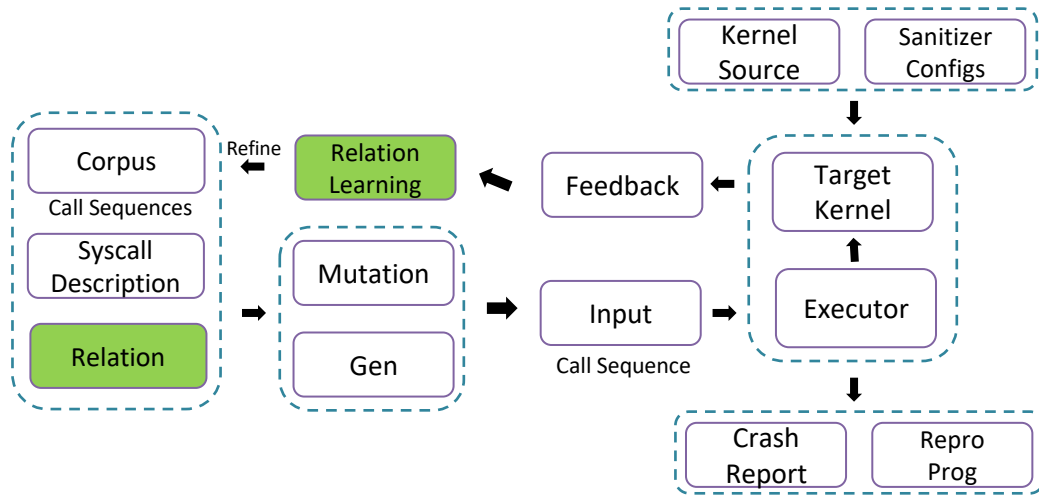 Kernel
Source
Sanitizer
Configs
Corpus
Call Sequences
Syscall
Description
Relation
Refine
Relation
Learning
Mutation
Gen
Feedback
Input
Call Sequence
Target
Kernel
Executor
Crash
Report
Repro
Prog